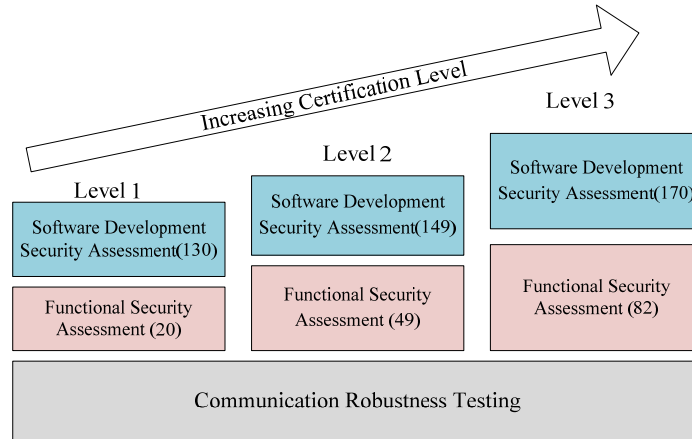 Increasing Certification Level
Level 1
Software Development
Security Assessment(130)
Functional Security
Assessment (20)
Level 2
Software Development
Security Assessment(149)
Functional Security
Assessment (49)
Level 3
Software Development
Security Assessment(170)
Functional Security
Assessment (82)
Communication Robustness Testing